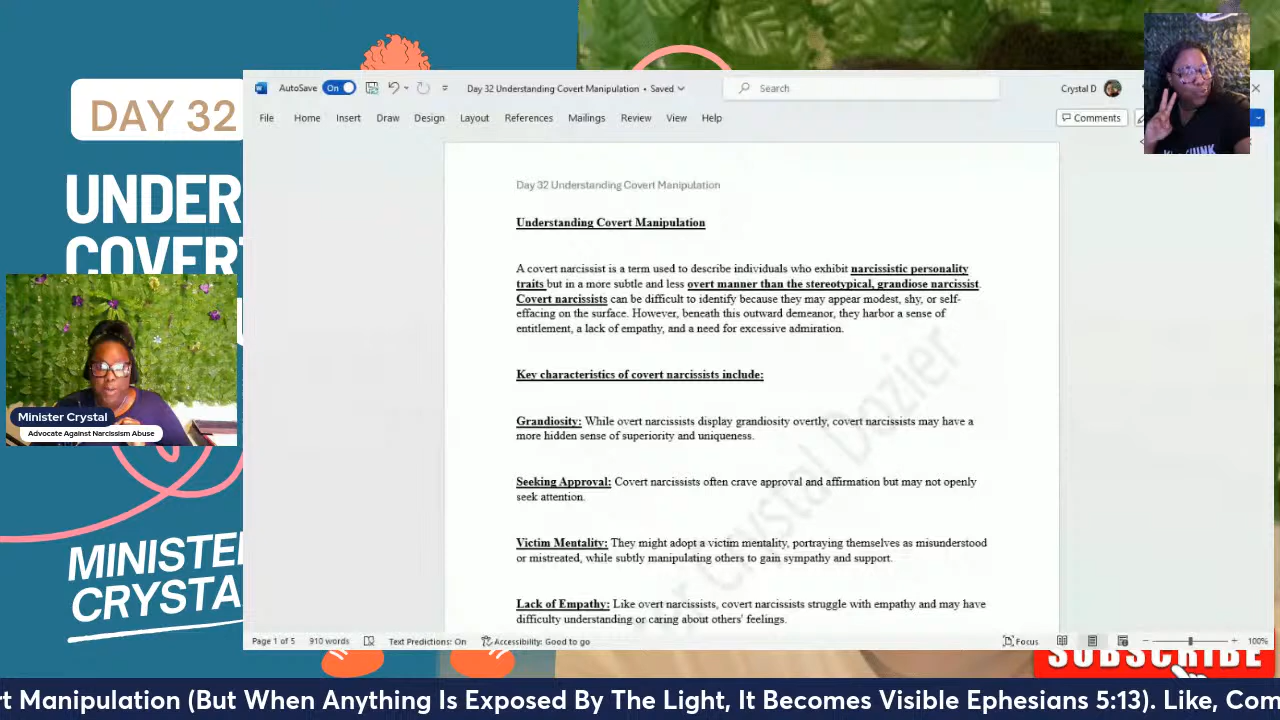 DAY 32
UNDER
COVERT
MINISTE
CRYSTA
Minister Crystal
Advocate Against Narcissism Abuse
AutoSave On Day 32 Understanding Covert Manipulation • Saved Search Crystal D
File Home Insert Draw Design Layout References Mailings Review View Help Comments
Day 32 Understanding Covert Manipulation
Understanding Covert Manipulation
A covert narcissist is a term used to describe individuals who exhibit narcissistic personality
traits but in a more subtle and less overt manner than the stereotypical, grandiose narcissist.
Covert narcissists can be difficult to identify because they may appear modest, shy, or self-
effacing on the surface. However, beneath this outward demeanor, they harbor a sense of
entitlement, a lack of empathy, and a need for excessive admiration.
Key characteristics of covert narcissists include:
Grandiosity: While overt narcissists display grandiosity overtly, covert narcissists may have a
more hidden sense of superiority and uniqueness.
Seeking Approval: Covert narcissists often crave approval and affirmation but may not openly
seek attention.
Victim Mentality: They might adopt a victim mentality, portraying themselves as misunderstood
or mistreated, while subtly manipulating others to gain sympathy and support.
Lack of Empathy: Like overt narcissists, covert narcissists struggle with empathy and may have
difficulty understanding or caring about others' feelings.
Crystal Dozier
Page 1 of 5 910 words Text Predictions: On Accessibility: Good to go Focus 100%
SUBSCRIBE
rt Manipulation (But When Anything Is Exposed By The Light, It Becomes Visible Ephesians 5:13). Like, Com